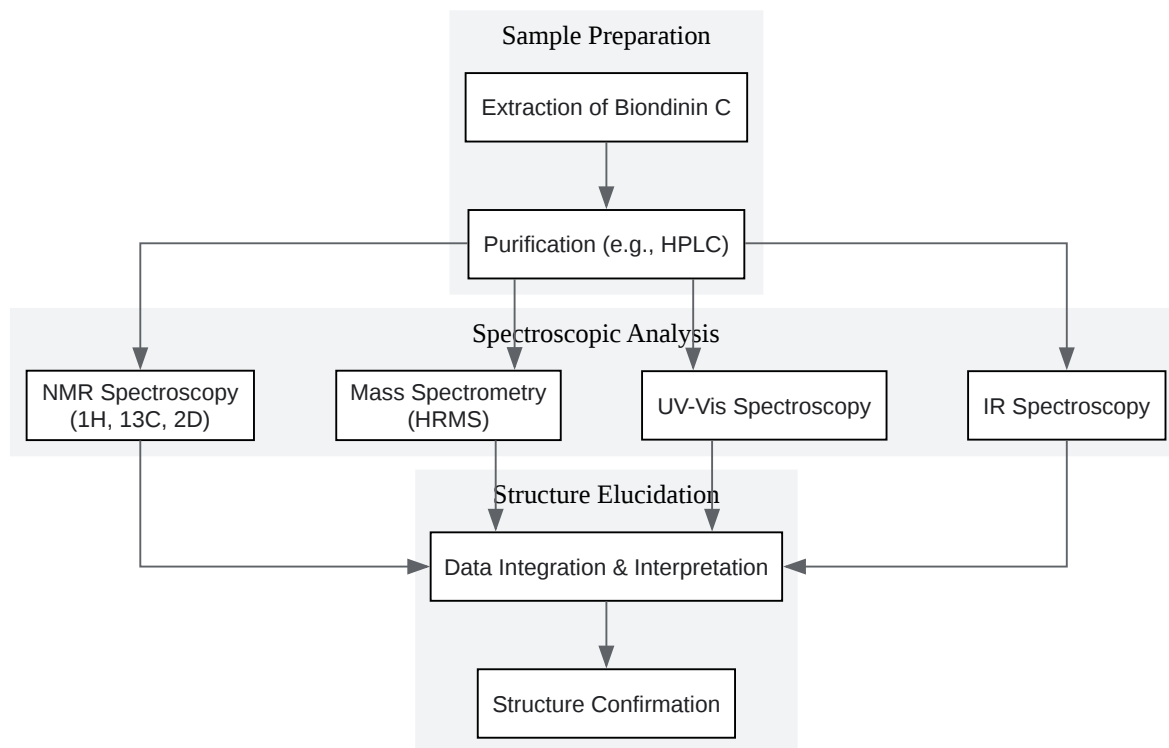 Sample Preparation
Extraction of Biondinin C
Purification (e.g., HPLC)
Spectroscopic Analysis
NMR Spectroscopy
(1H, 13C, 2D)
Mass Spectrometry
(HRMS)
UV-Vis Spectroscopy
IR Spectroscopy
Structure Elucidation
Data Integration & Interpretation
Structure Confirmation